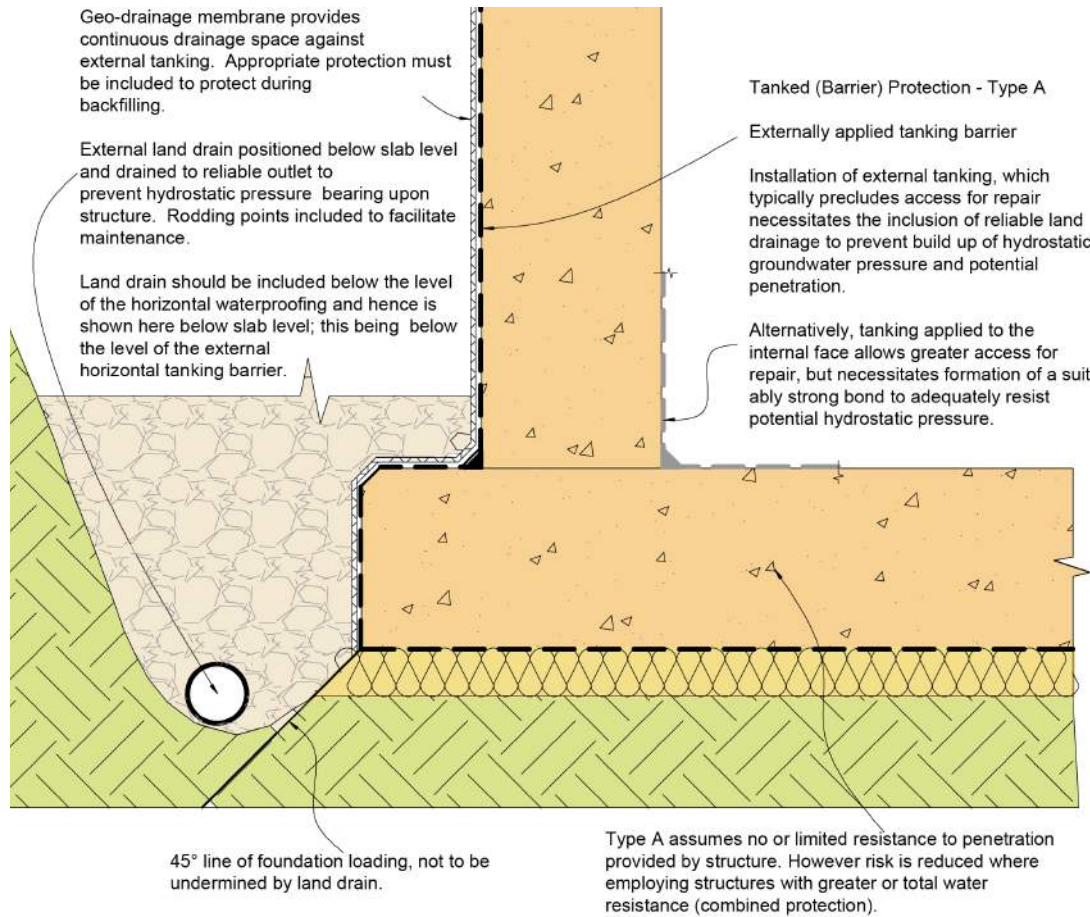 Geo-drainage membrane provides
continuous drainage space against
external tanking. Appropriate protection must
be included to protect during
backfilling.
External land drain positioned below slab level
and drained to reliable outlet to
prevent hydrostatic pressure bearing upon
structure. Rodding points included to facilitate
maintenance.
Land drain should be included below the level
of the horizontal waterproofing and hence is
shown here below slab level; this being below
the level of the external
horizontal tanking barrier.
Tanked (Barrier) Protection - Type A
Externally applied tanking barrier
Installation of external tanking, which
typically precludes access for repair
necessitates the inclusion of reliable land
drainage to prevent build up of hydrostatic
groundwater pressure and potential
penetration.
Alternatively, tanking applied to the
internal face allows greater access for
repair, but necessitates formation of a suit
ably strong bond to adequately resist
potential hydrostatic pressure.
45° line of foundation loading, not to be
undermined by land drain.
Type A assumes no or limited resistance to penetration
provided by structure. However risk is reduced where
employing structures with greater or total water
resistance (combined protection).